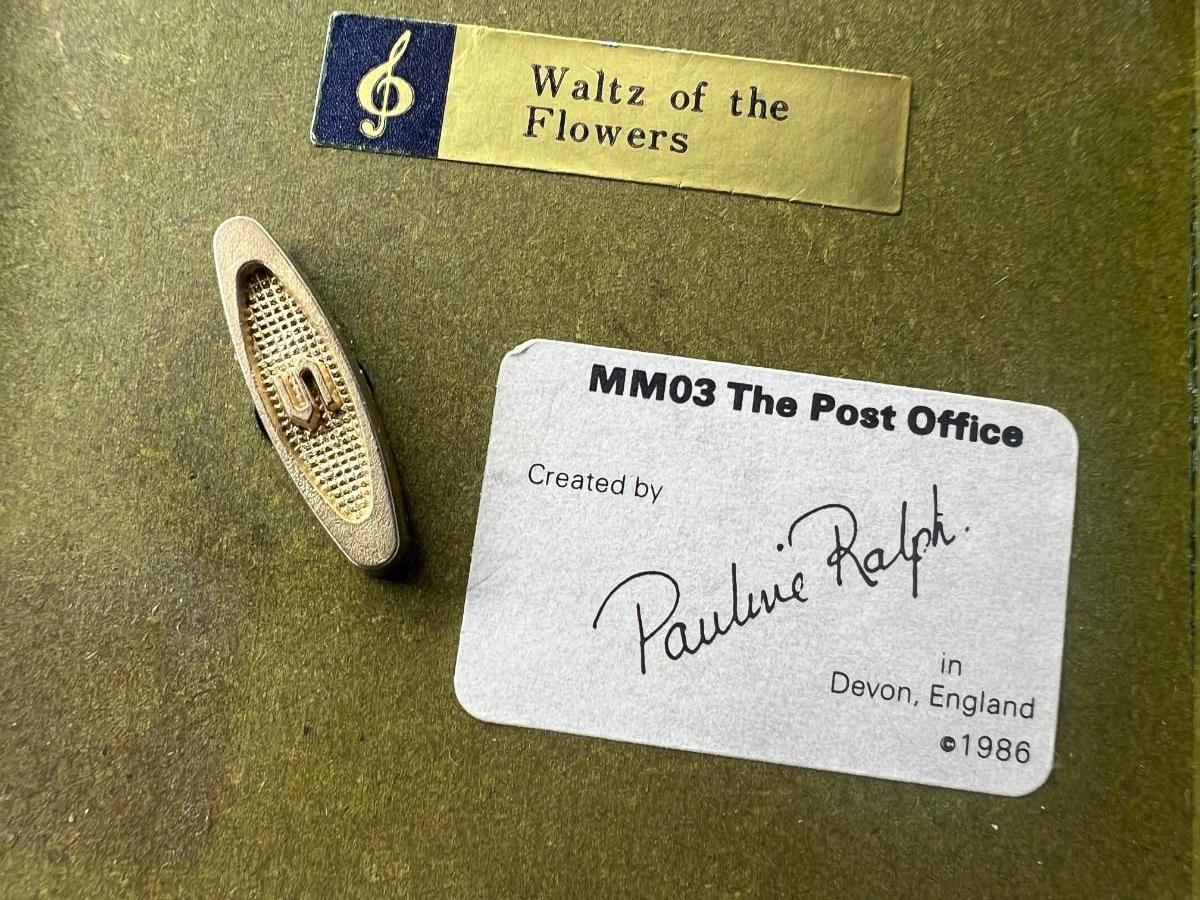 Waltz of the
Flowers
MM03 The Post Office
Created by
Pauline Ralph.
in
Devon, England
©1986